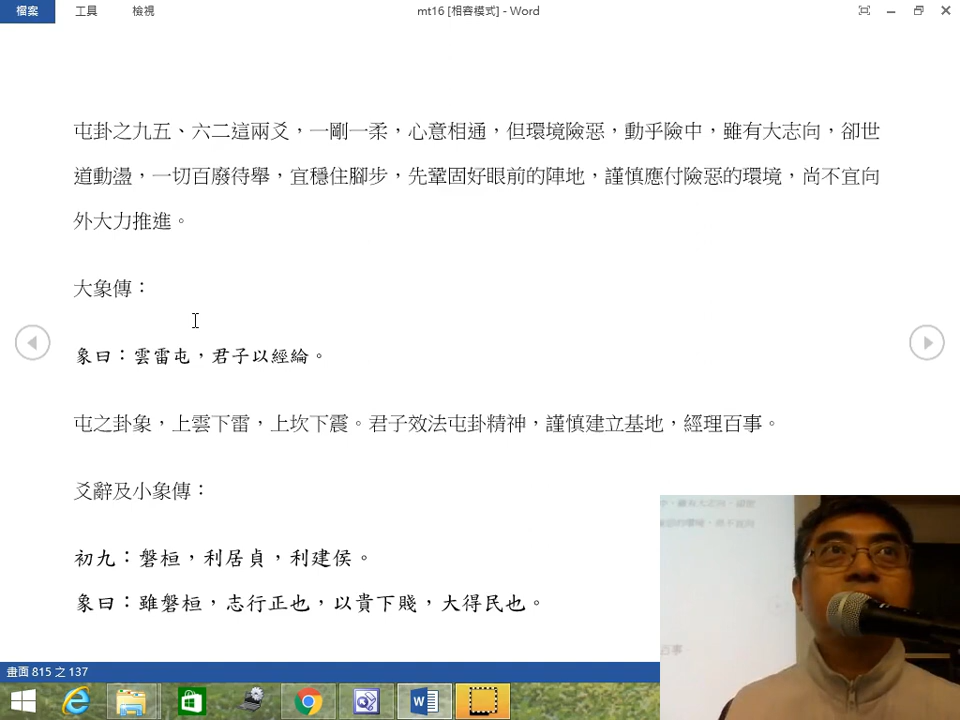 檔案 工具 檢視 mt16 [相容模式] - Word
屯卦之九五、六二這兩爻，一剛一柔，心意相通，但環境險惡，動乎險中，雖有大志向，卻世
道動盪，一切百廢待舉，宜穩住腳步，先鞏固好眼前的陣地，謹慎應付險惡的環境，尚不宜向
外大力推進。
大象傳：
象曰：雲雷屯，君子以經綸。
屯之卦象，上雲下雷，上坎下震。君子效法屯卦精神，謹慎建立基地，經理百事。
爻辭及小象傳：
初九：磐桓，利居貞，利建侯。
象曰：雖磐桓，志行正也，以貴下賤，大得民也。
畫面 815 之 137